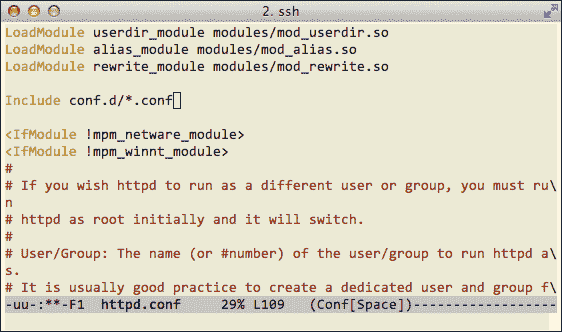 2. ssh
LoadModule userdir_module modules/mod_userdir.so
LoadModule alias_module modules/mod_alias.so
LoadModule rewrite_module modules/mod_rewrite.so
Include conf.d/*.conf
<IfModule !mpm_netware_module>
<IfModule !mpm_winnt_module>
#
# If you wish httpd to run as a different user or group, you must ru\
n
# httpd as root initially and it will switch.
#
# User/Group: The name (or #number) of the user/group to run httpd a\
s.
# It is usually good practice to create a dedicated user and group f\
-uu-:**-F1  httpd.conf     29% L109   (Conf[Space])------------------